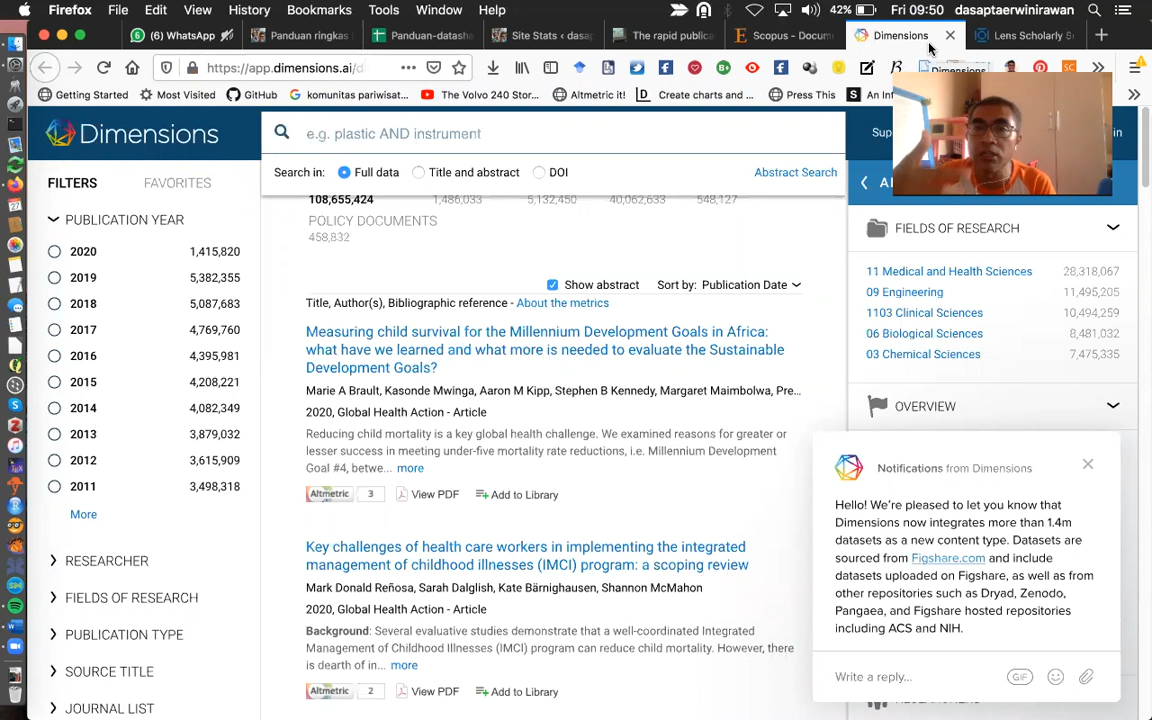 Firefox File Edit View History Bookmarks Tools Window Help
42% Fri 09:50 dasaptaerwinirawan
(6) WhatsApp
Panduan ringkas
Panduan-datasha
Site Stats ‹ dasap
The rapid publica
Scopus - Docum
Dimensions
Lens Scholarly S
https://app.dimensions.ai/d
Dimensions
Getting Started
Most Visited
GitHub
komunitas pariwisat...
The Volvo 240 Stor...
Altmetric it!
Create charts and ...
Press This
An
Dimensions
e.g. plastic AND instrument
Sup
in
Search in: Full data Title and abstract DOI Abstract Search
FILTERS FAVORITES
PUBLICATION YEAR
2020 1,415,820
2019 5,382,355
2018 5,087,683
2017 4,769,760
2016 4,395,981
2015 4,208,221
2014 4,082,349
2013 3,879,032
2012 3,615,909
2011 3,498,318
More
RESEARCHER
FIELDS OF RESEARCH
PUBLICATION TYPE
SOURCE TITLE
JOURNAL LIST
108,655,424 1,486,033 5,132,450 40,062,633 548,127
POLICY DOCUMENTS
458,832
Show abstract Sort by: Publication Date
Title, Author(s), Bibliographic reference - About the metrics
Measuring child survival for the Millennium Development Goals in Africa:
what have we learned and what more is needed to evaluate the Sustainable
Development Goals?
Marie A Brault, Kasonde Mwinga, Aaron M Kipp, Stephen B Kennedy, Margaret Maimbolwa, Pre...
2020, Global Health Action - Article
Reducing child mortality is a key global health challenge. We examined reasons for greater or
lesser success in meeting under-five mortality rate reductions, i.e. Millennium Development
Goal #4, betwe... more
Altmetric 3 View PDF Add to Library
Key challenges of health care workers in implementing the integrated
management of childhood illnesses (IMCI) program: a scoping review
Mark Donald Reñosa, Sarah Dalglish, Kate Bärnighausen, Shannon McMahon
2020, Global Health Action - Article
Background: Several evaluative studies demonstrate that a well-coordinated Integrated
Management of Childhood Illnesses (IMCI) program can reduce child mortality. However, there
is dearth of in... more
Altmetric 2 View PDF Add to Library
FIELDS OF RESEARCH
11 Medical and Health Sciences 28,318,067
09 Engineering 11,495,205
1103 Clinical Sciences 10,494,259
06 Biological Sciences 8,481,032
03 Chemical Sciences 7,475,335
OVERVIEW
Notifications from Dimensions
Hello! We're pleased to let you know that
Dimensions now integrates more than 1.4m
datasets as a new content type. Datasets are
sourced from Figshare.com and include
datasets uploaded on Figshare, as well as from
other repositories such as Dryad, Zenodo,
Pangaea, and Figshare hosted repositories
including ACS and NIH.
Write a reply... GIF